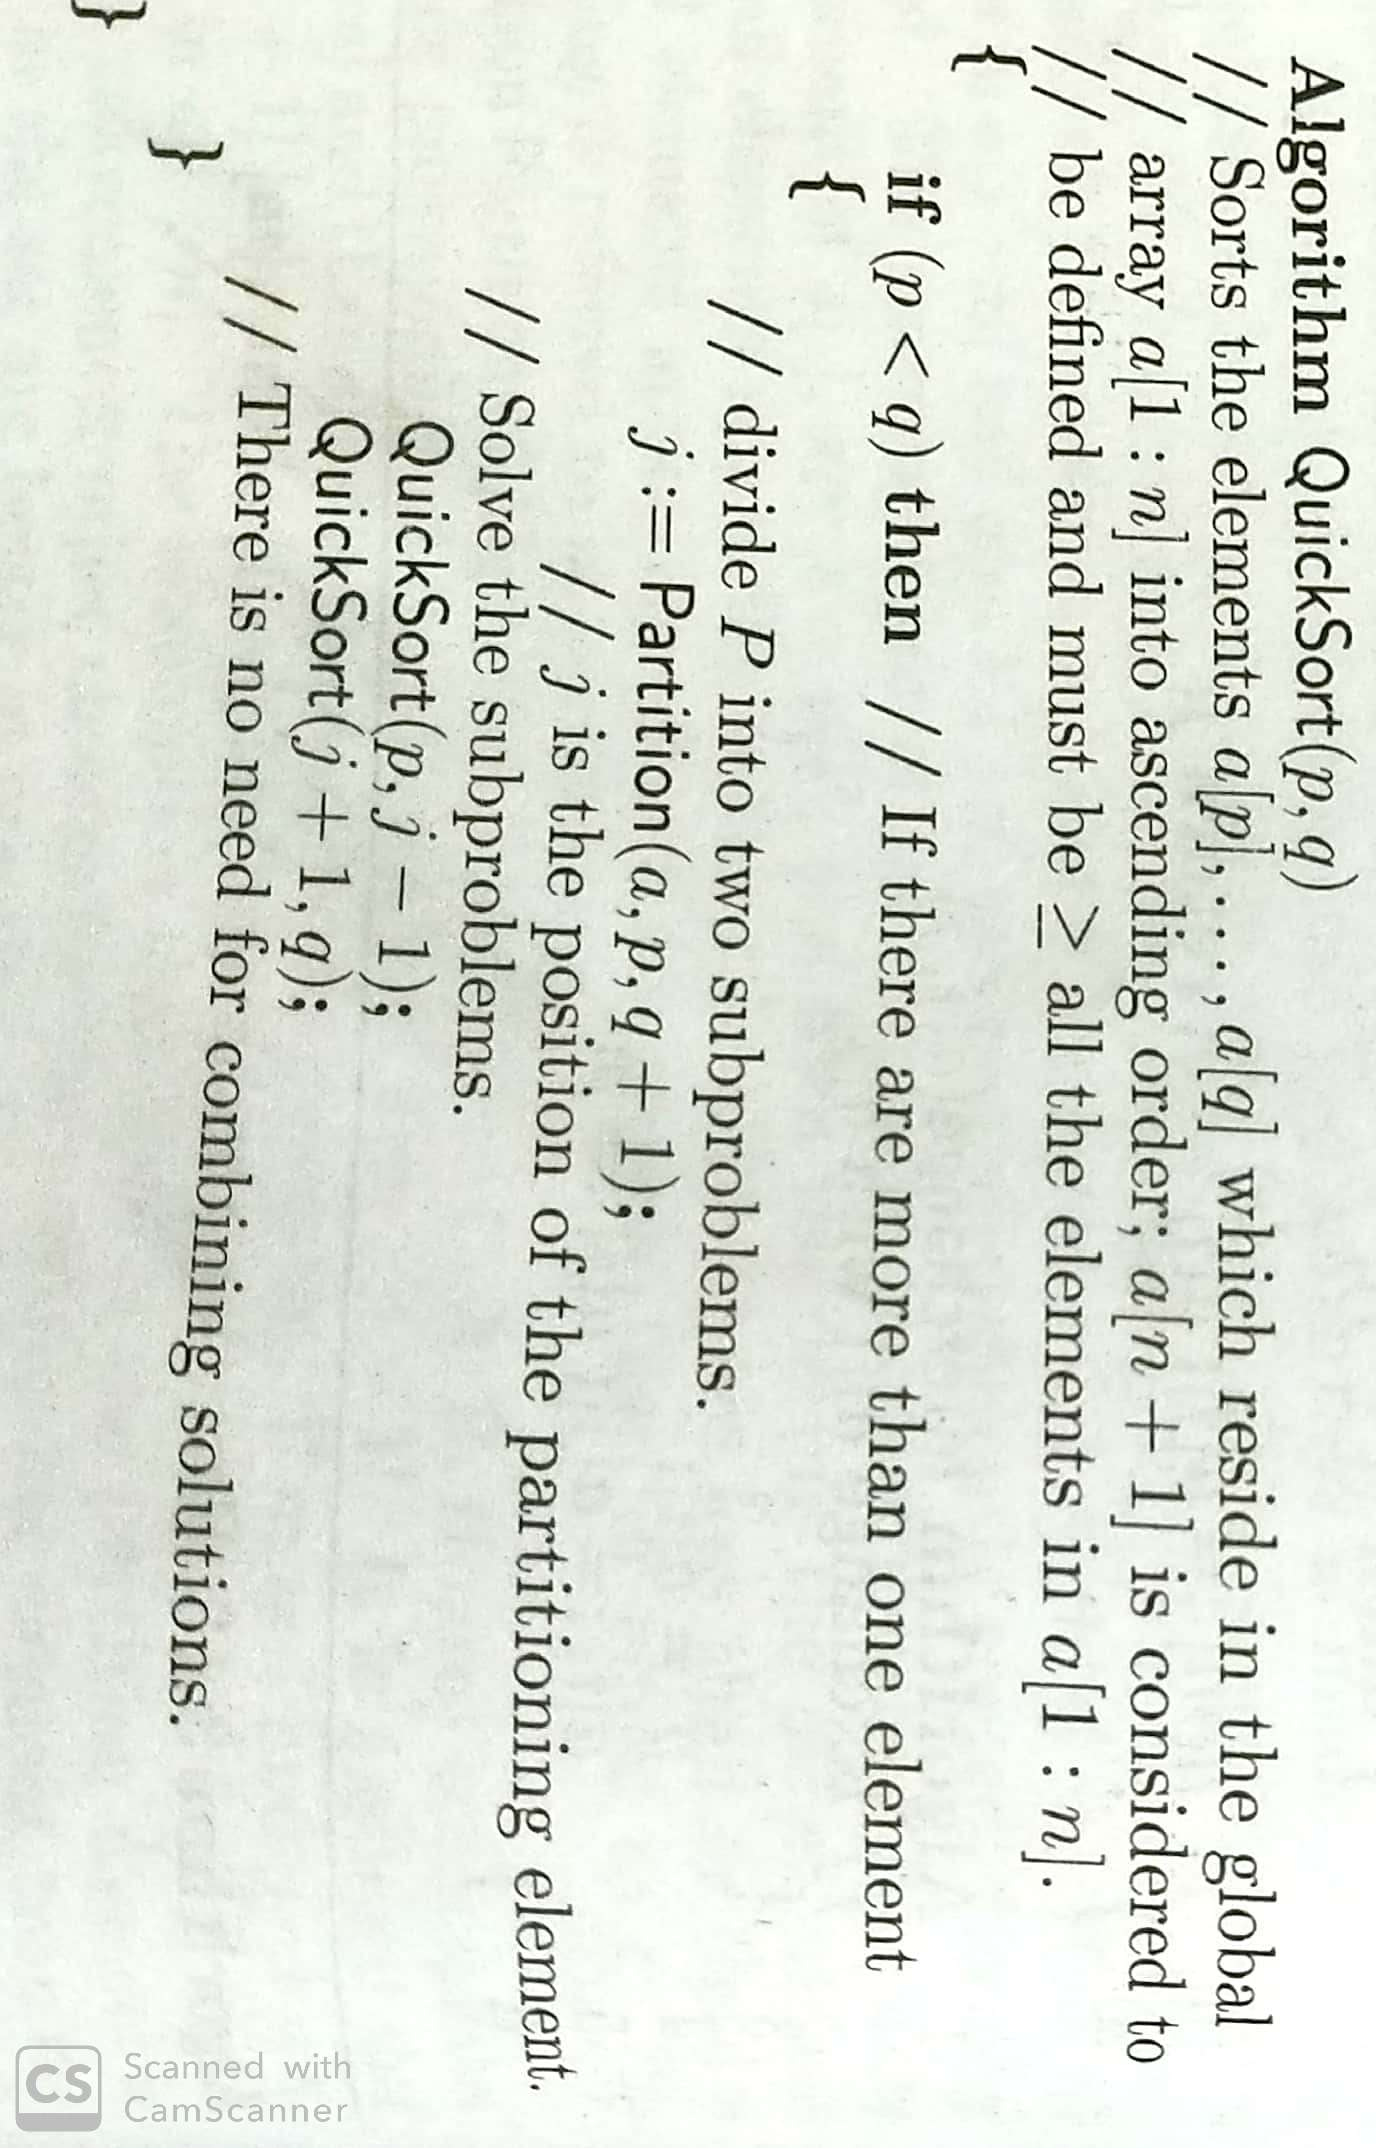 Algorithm QuickSort(p, q)
// Sorts the elements a[p], . . . , a[q] which reside in the global
// array a[1 : n] into ascending order; a[n + 1] is considered to
// be defined and must be ≥ all the elements in a[1 : n].
{
if (p < q) then // If there are more than one element
{
// divide P into two subproblems.
j := Partition(a, p, q + 1);
// j is the position of the partitioning element.
// Solve the subproblems.
QuickSort(p, j − 1);
QuickSort(j + 1, q);
// There is no need for combining solutions.
}
}
CS
Scanned with
CamScanner